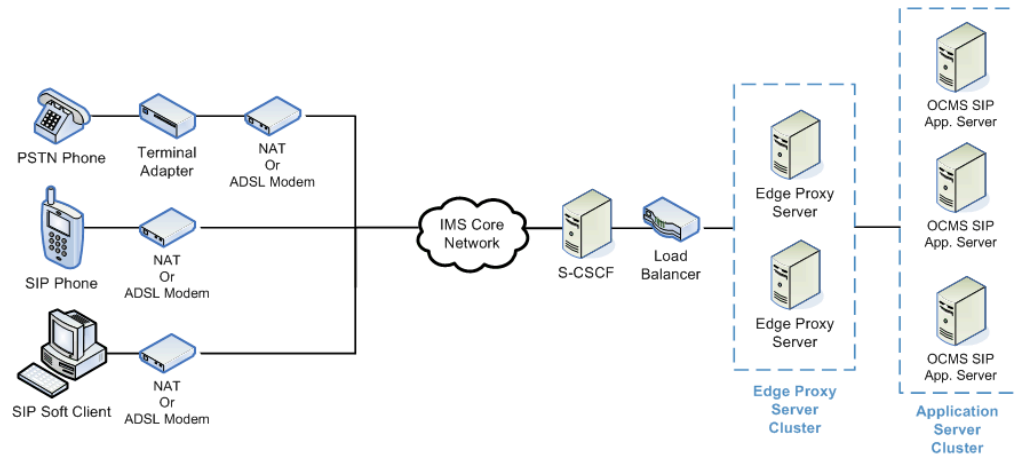 PSTN Phone
Terminal
Adapter
NAT
Or
ADSL Modem
SIP Phone
NAT
Or
ADSL Modem
SIP Soft Client
NAT
Or
ADSL Modem
IMS Core
Network
S-CSCF
Load
Balancer
Edge Proxy
Server
Edge Proxy
Server
Edge Proxy
Server
Cluster
OCMS SIP
App. Server
OCMS SIP
App. Server
OCMS SIP
App. Server
Application
Server
Cluster